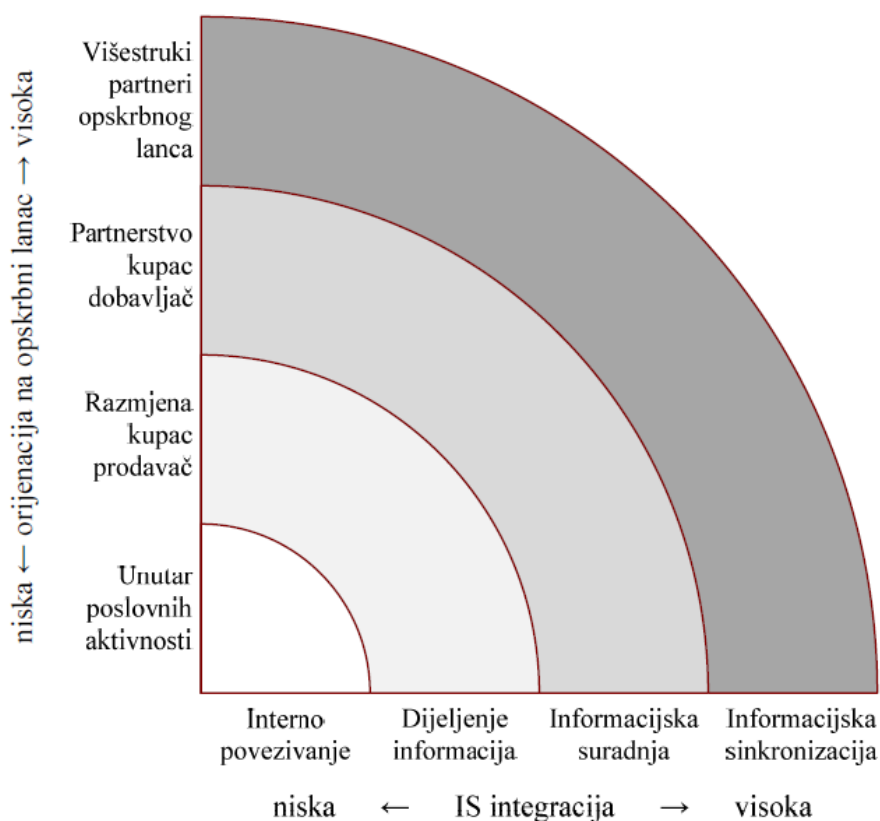 Višestruki
partneri
opskrbnog
lanca
Partnerstvo
kupac
dobavljač
Razmjena
kupac
prodavač
Unutar
poslovnih
aktivnosti
niska ← orijenacija na opskrbni lanac → visoka
Interno
povezivanje
Dijeljenje
informacija
Informacijska
suradnja
Informacijska
sinkronizacija
niska ← IS integracija → visoka